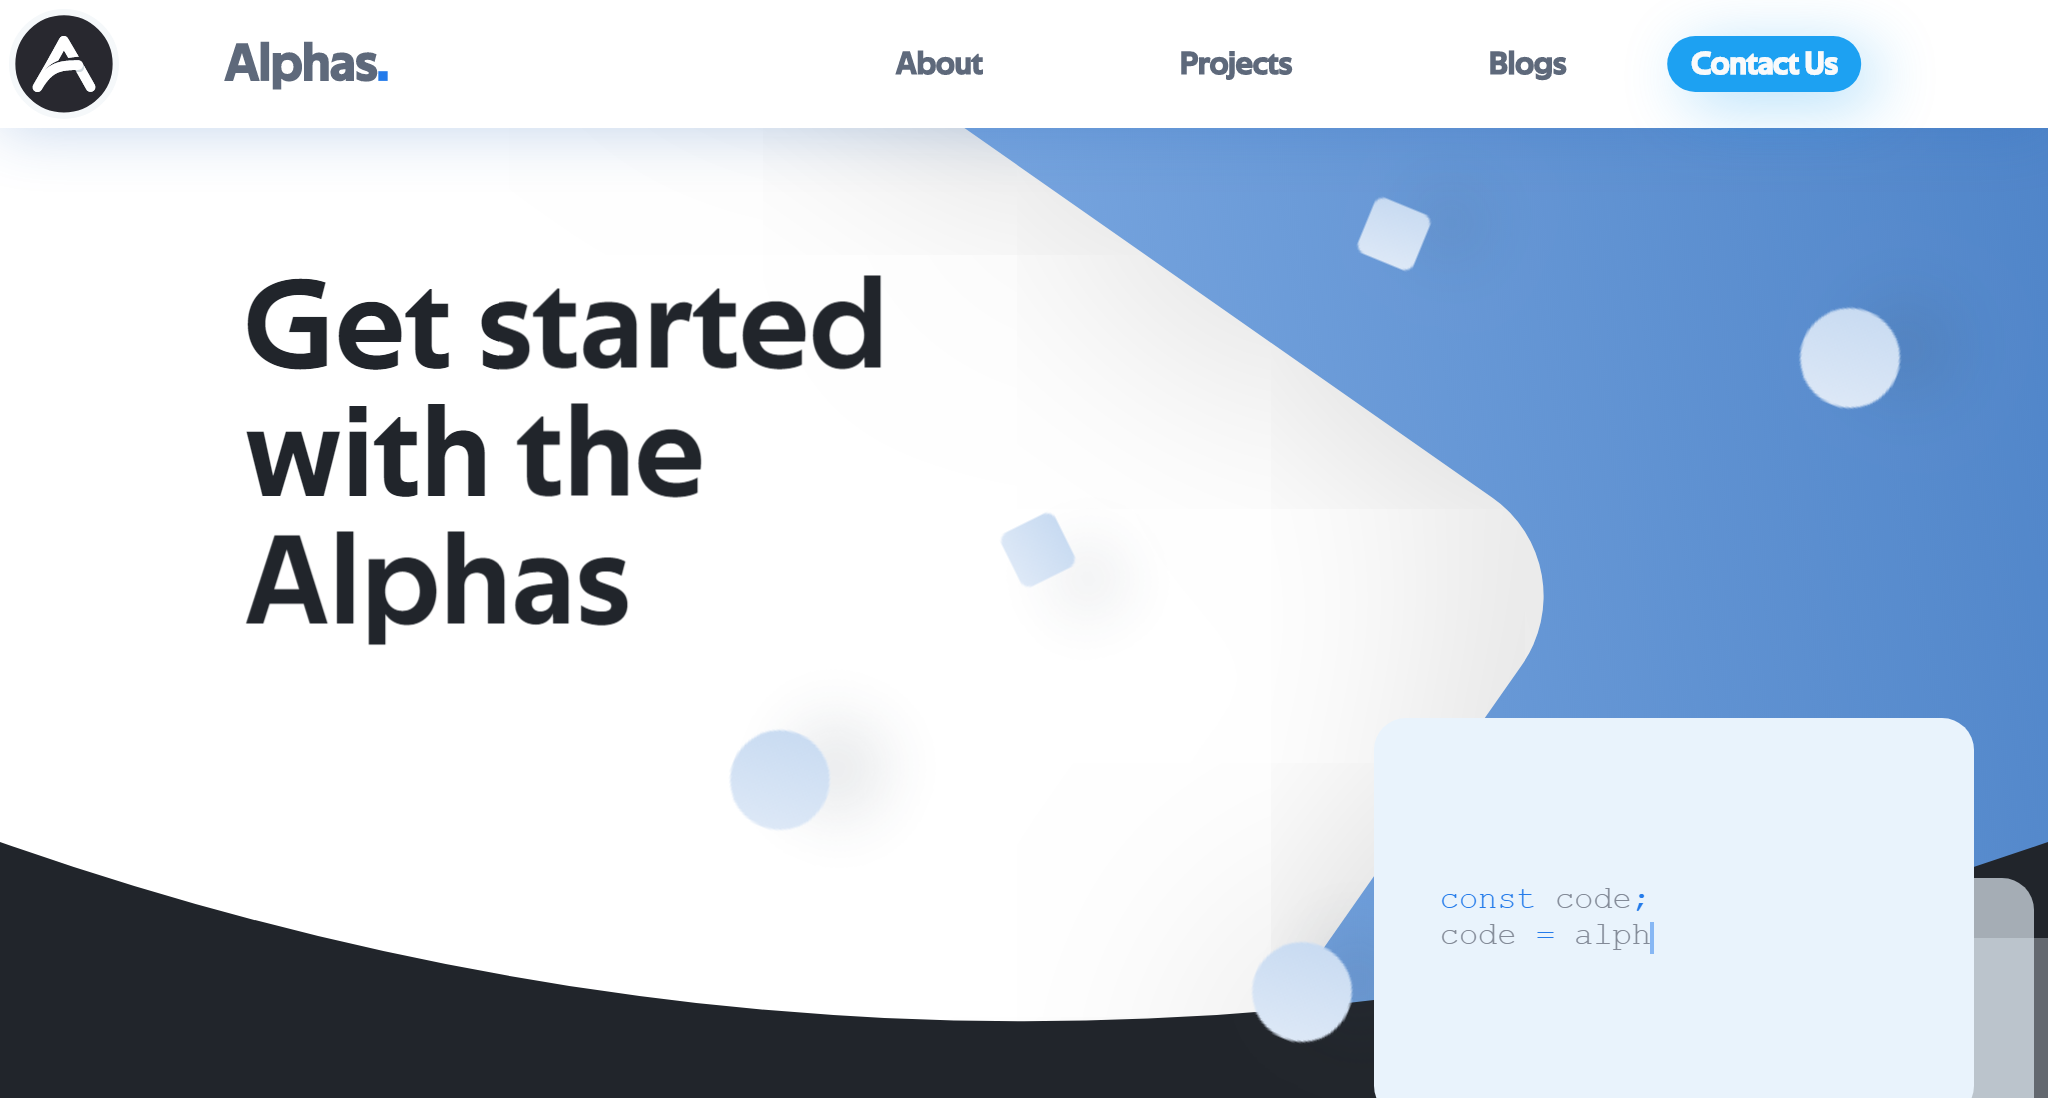 Alphas.
About
Projects
Blogs
Contact Us
Get started
with the
Alphas
const code;
code = alph